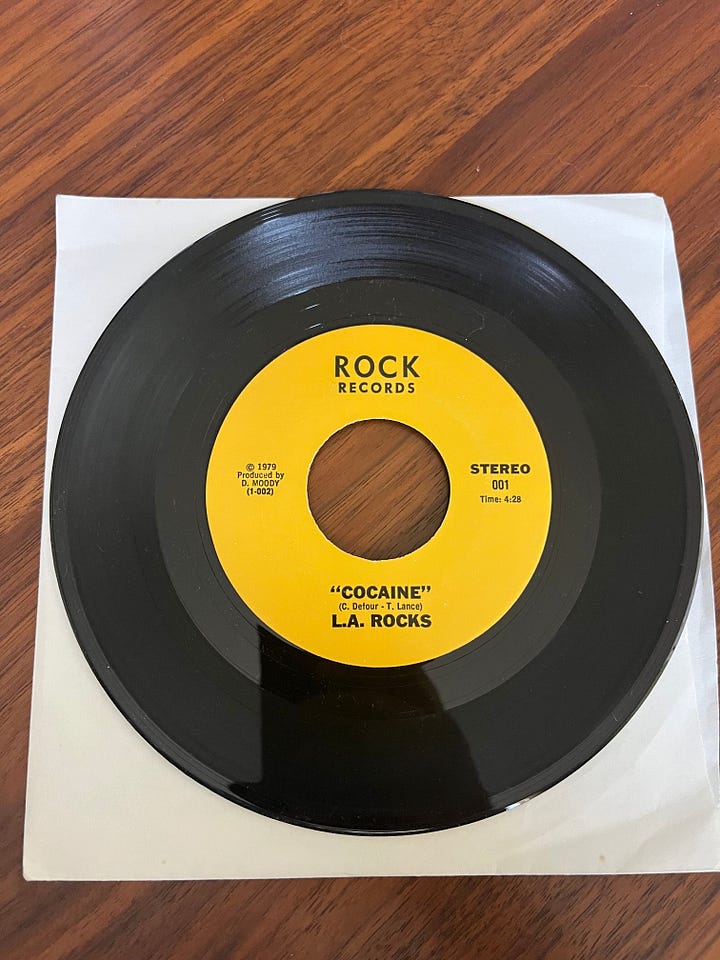 ROCK
RECORDS
© 1979
Produced by
D. MOODY
(1-002)
STEREO
001
Time: 4:28
“COCAINE”
(C. Defour - T. Lance)
L.A. ROCKS